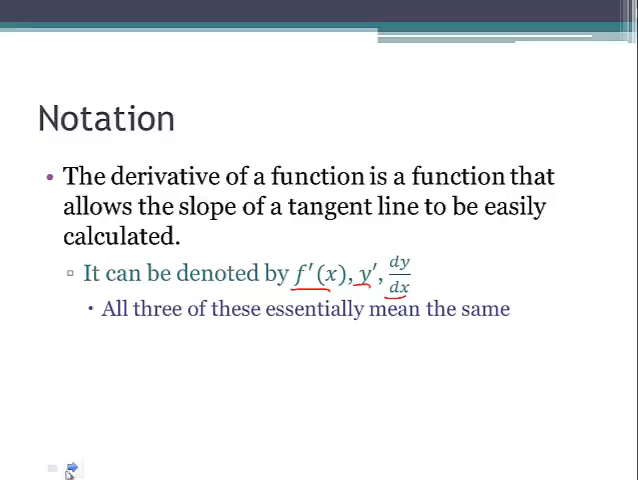 Notation
• The derivative of a function is a function that
allows the slope of a tangent line to be easily
calculated.
▫ It can be denoted by f′(x), y′, dy/dx
▪ All three of these essentially mean the same